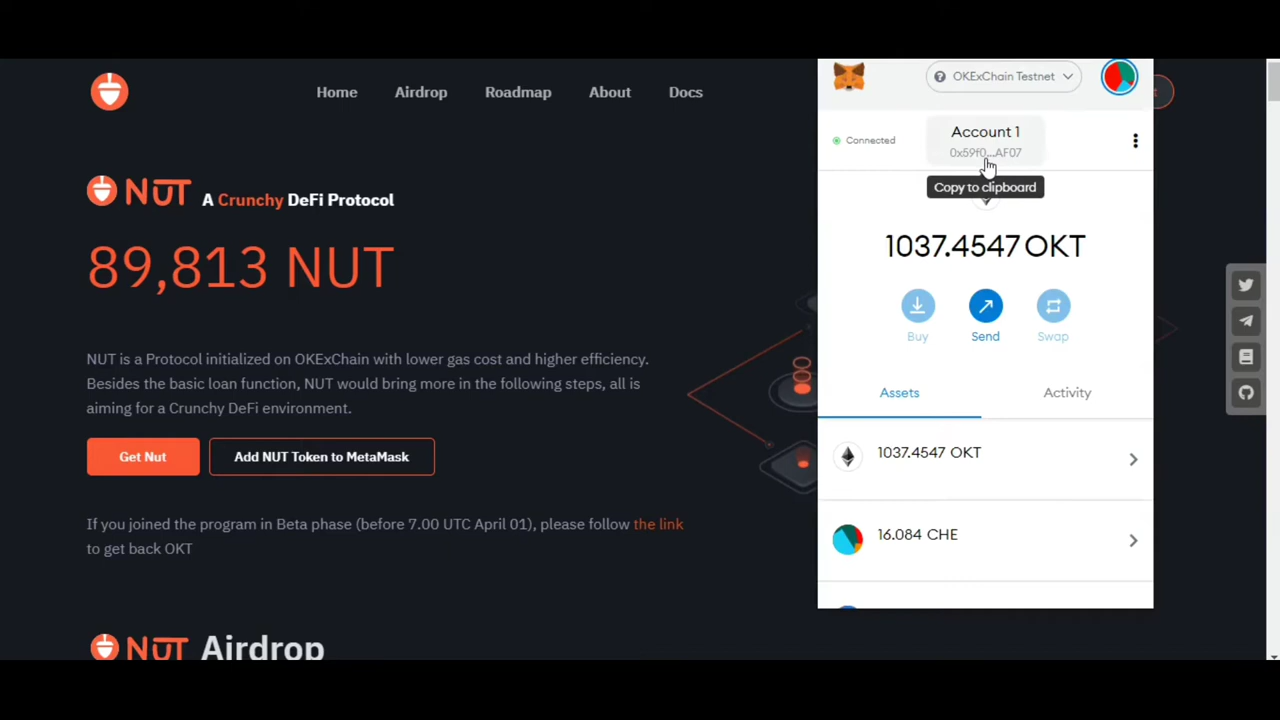 Home Airdrop Roadmap About Docs
NUT A Crunchy DeFi Protocol
89,813 NUT
NUT is a Protocol initialized on OKExChain with lower gas cost and higher efficiency.
Besides the basic loan function, NUT would bring more in the following steps, all is
aiming for a Crunchy DeFi environment.
Get Nut Add NUT Token to MetaMask
If you joined the program in Beta phase (before 7.00 UTC April 01), please follow the link
to get back OKT
NUT Airdrop
OKExChain Testnet
Connected
Account 1
0x59f0...AF07
Copy to clipboard
1037.4547 OKT
Buy Send Swap
Assets Activity
1037.4547 OKT
16.084 CHE